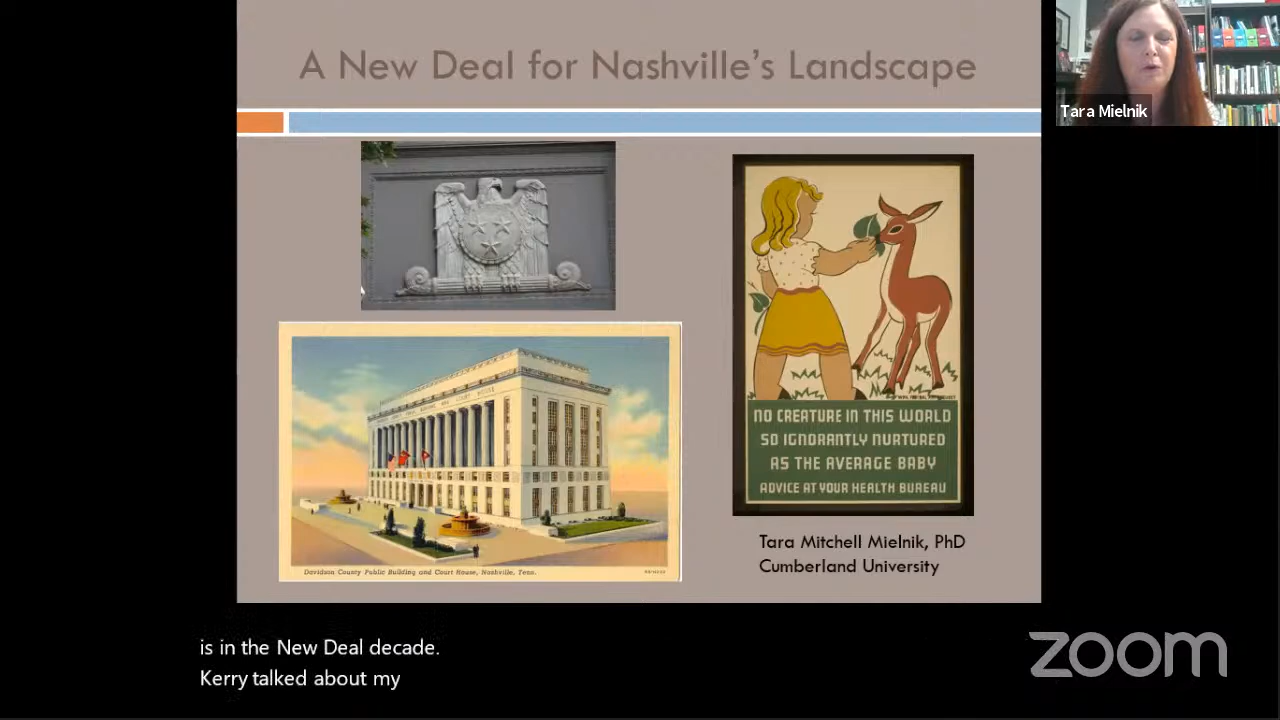 A New Deal for Nashville's Landscape
Tara Mielnik
NO CREATURE IN THIS WORLD
SO IGNORANTLY NURTURED
AS THE AVERAGE BABY
ADVICE AT YOUR HEALTH BUREAU
Davidson County Public Building and Court House, Nashville, Tenn.
Tara Mitchell Mielnik, PhD
Cumberland University
is in the New Deal decade.
Kerry talked about my
zoom